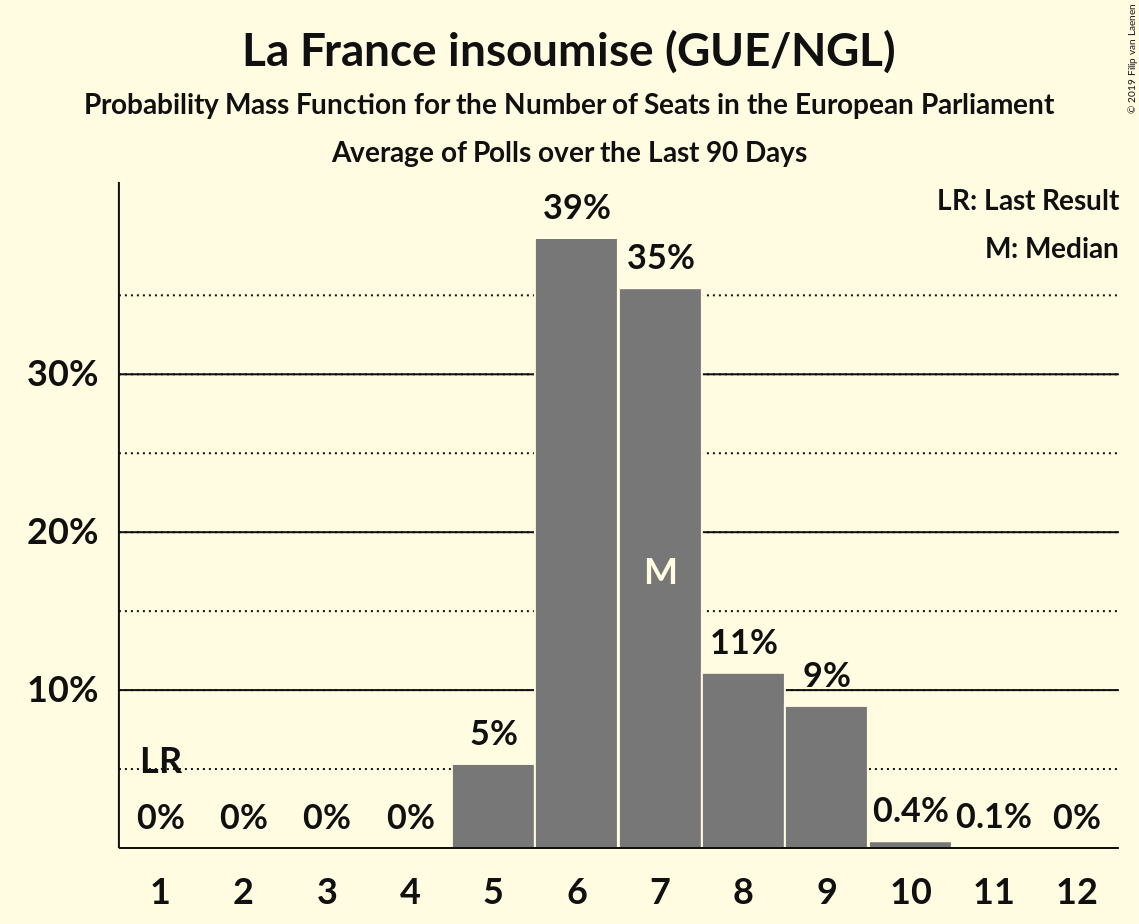 La France insoumise (GUE/NGL)
Probability Mass Function for the Number of Seats in the European Parliament
Average of Polls over the Last 90 Days
© 2019 Filip van Laenen
LR: Last Result
M: Median
39%
35%
30%
20%
M
11%
9%
10%
5%
LR
0% 0% 0% 0% 0.4% 0.1% 0%
1 2 3 4 5 6 7 8 9 10 11 12